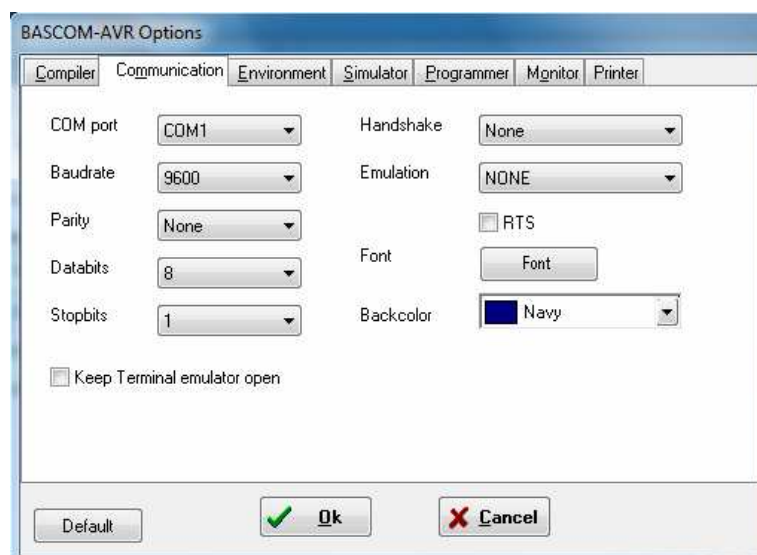 BASCOM-AVR Options
Compiler Communication Environment Simulator Programmer Monitor Printer
COM port COM1 Handshake None
Baudrate 9600 Emulation NONE
Parity None RTS
Databits 8 Font Font
Stopbits 1 Backcolor Navy
Keep Terminal emulator open
Default Ok Cancel